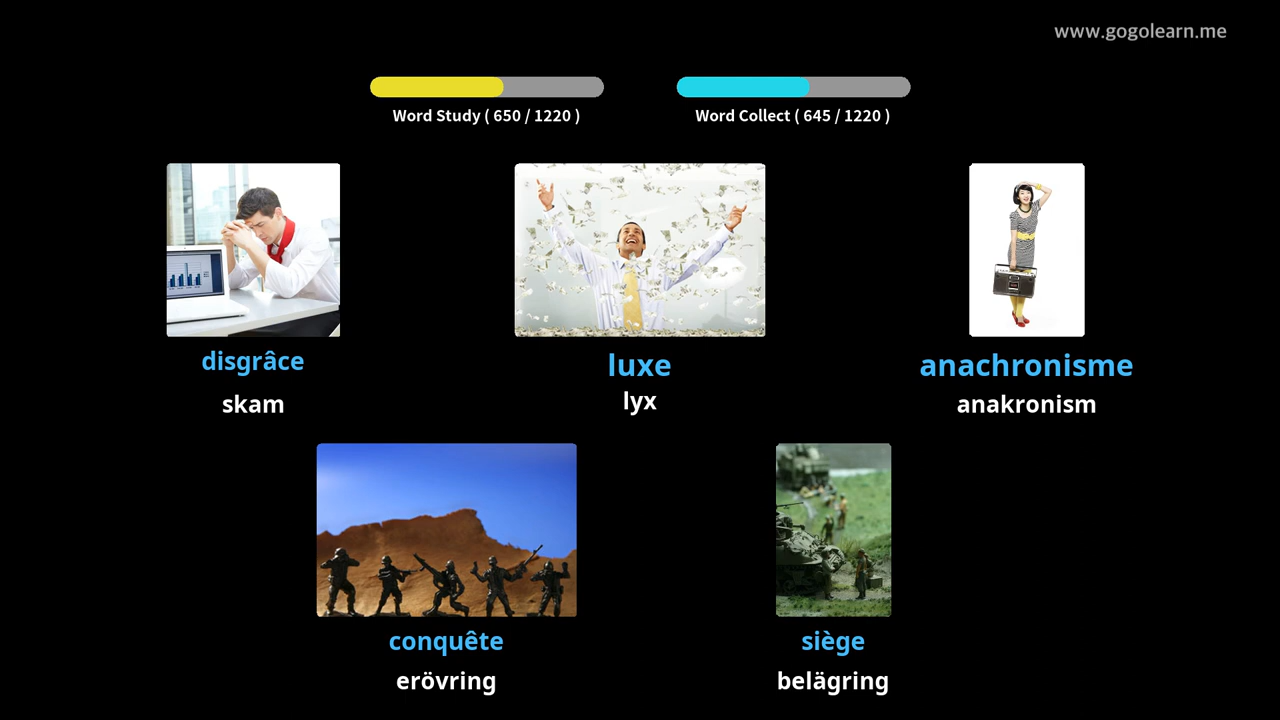 www.gogolearn.me
Word Study ( 650 / 1220 )
Word Collect ( 645 / 1220 )
disgrâce
skam
luxe
lyx
anachronisme
anakronism
conquête
erövring
siège
belägring